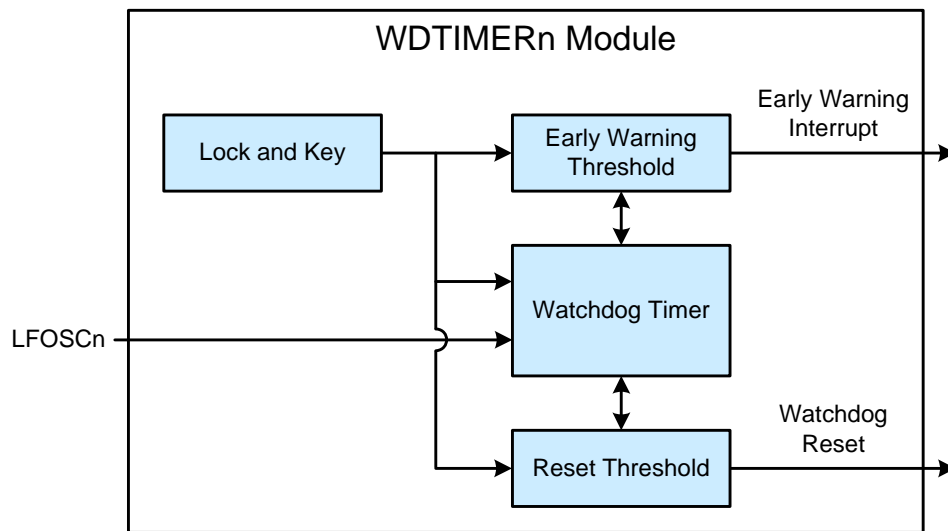 WDTIMERn Module
Early Warning
Interrupt
Lock and Key
Early Warning
Threshold
Watchdog Timer
LFOSCn
Watchdog
Reset
Reset Threshold